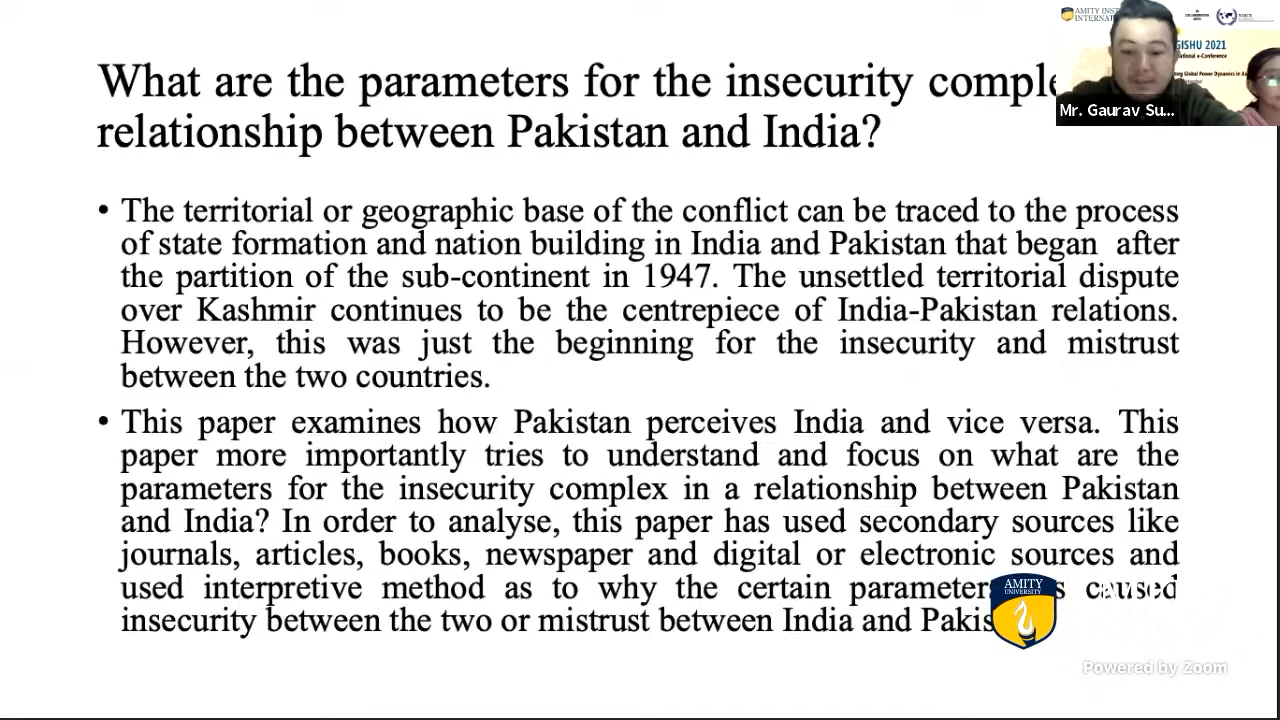 What are the parameters for the insecurity
relationship between Pakistan and India?
• The territorial or geographic base of the conflict can be traced to the process
of state formation and nation building in India and Pakistan that began after
the partition of the sub-continent in 1947. The unsettled territorial dispute
over Kashmir continues to be the centrepiece of India-Pakistan relations.
However, this was just the beginning for the insecurity and mistrust
between the two countries.
• This paper examines how Pakistan perceives India and vice versa. This
paper more importantly tries to understand and focus on what are the
parameters for the insecurity complex in a relationship between Pakistan
and India? In order to analyse, this paper has used secondary sources like
journals, articles, books, newspaper and digital or electronic sources and
used interpretive method as to why the certain
insecurity between the two or mistrust between India and
AMITY
GISHU 2021
Mr. Gaurav Su...
AMITY
UNIVERSITY
Powered by Zoom